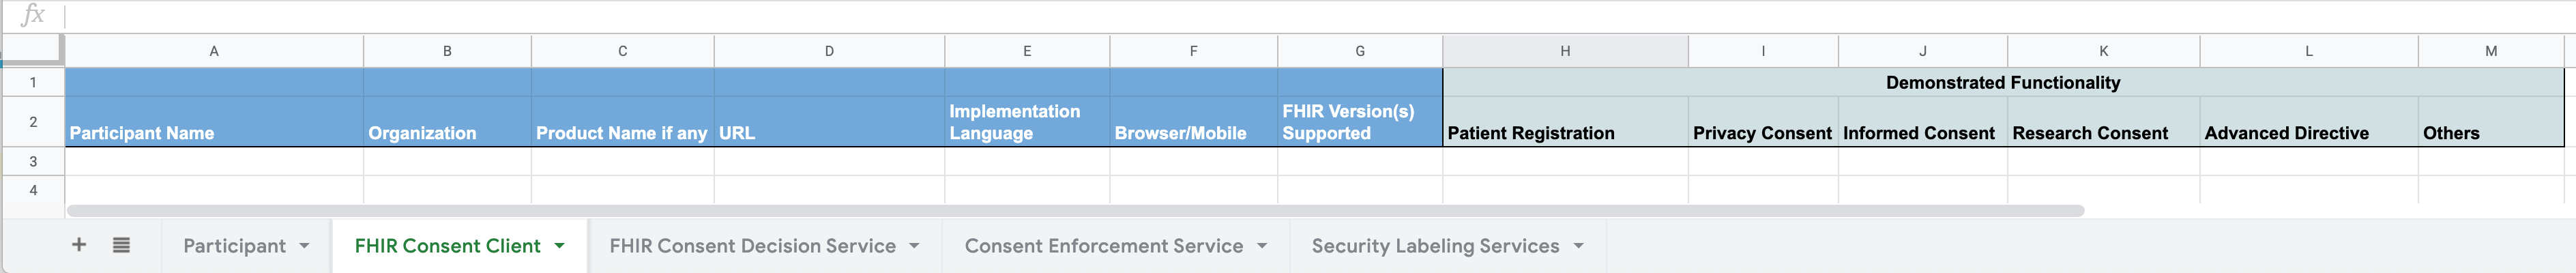 fx
A B C D E F G H I J K L M
1 Demonstrated Functionality
2 Participant Name Organization Product Name if any URL Implementation Language Browser/Mobile FHIR Version(s) Supported Patient Registration Privacy Consent Informed Consent Research Consent Advanced Directive Others
3
4
+ Participant FHIR Consent Client FHIR Consent Decision Service Consent Enforcement Service Security Labeling Services